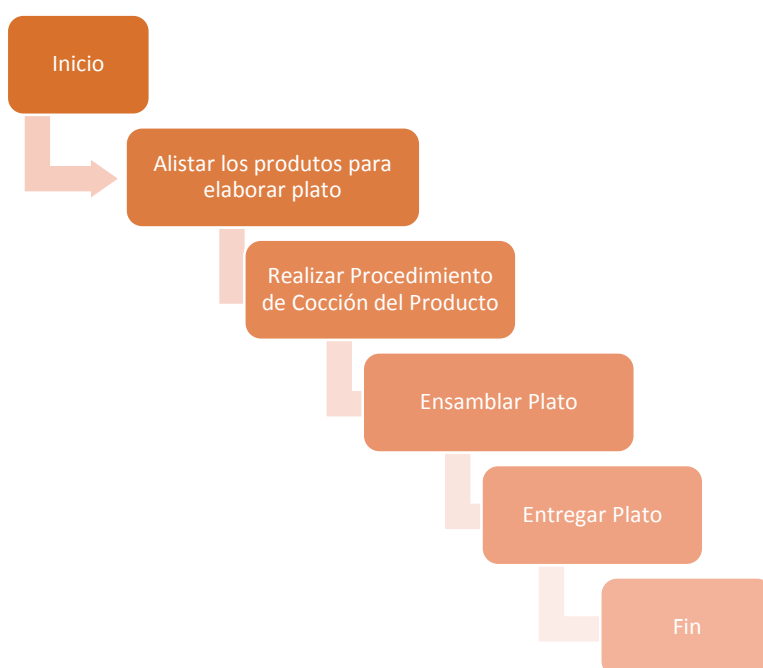 Inicio
Alistar los produtos para
elaborar plato
Realizar Procedimiento
de Cocción del Producto
Ensamblar Plato
Entregar Plato
Fin